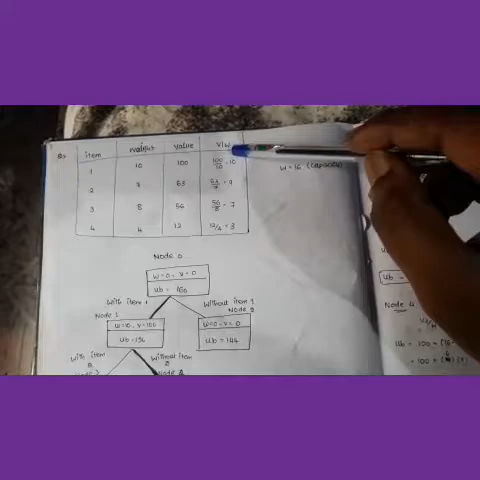 Ex)
item weight value v/w
1 10 100 100/10 = 10
2 7 63 63/7 = 9
3 8 56 56/8 = 7
4 4 12 12/4 = 3
W = 16 (Capacity)
Node 0
w=0, v=0
ub = 160
With item 1
Without item 1
Node 1
Node 2
w=10, v=100
w=0, v=0
ub = 154
ub = 144
With item
Without item
2
2
Node 3
Node 4
ub = 100 + (16-
= 100 +